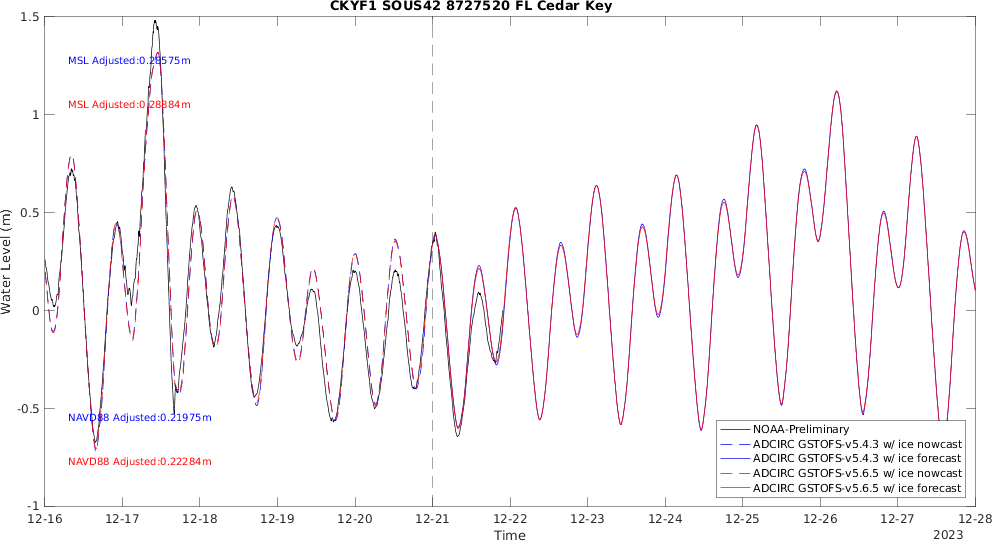 CKYF1 SOUS42 8727520 FL Cedar Key
1.5
MSL Adjusted:0.28575m
MSL Adjusted:0.28884m
1
0.5
Water Level (m)
0
-0.5
NAVD88 Adjusted:0.21975m
NAVD88 Adjusted:0.22284m
NOAA-Preliminary
ADCIRC GSTOFS-v5.4.3 w/ ice nowcast
ADCIRC GSTOFS-v5.4.3 w/ ice forecast
ADCIRC GSTOFS-v5.6.5 w/ ice nowcast
ADCIRC GSTOFS-v5.6.5 w/ ice forecast
-1
12-16 12-17 12-18 12-19 12-20 12-21 12-22 12-23 12-24 12-25 12-26 12-27 12-28
Time
2023